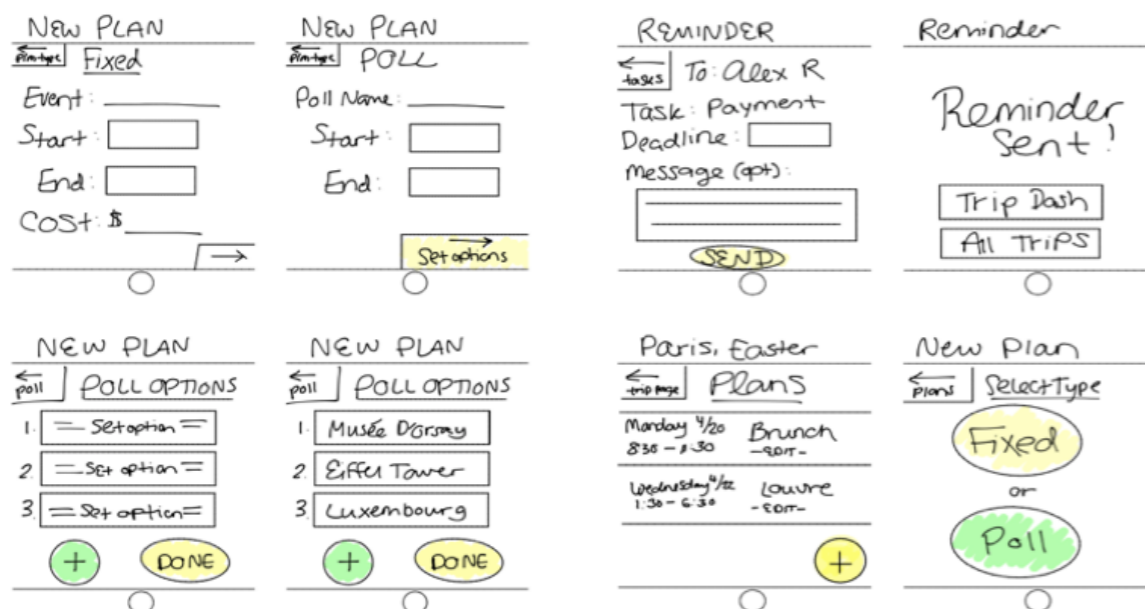 NEW PLAN
← plan type
Fixed
Event:
Start:
End:
COST: $
→
NEW PLAN
← plan type
POLL
Poll Name:
Start:
End:
→
Set options
REMINDER
← tasks
To: Alex R
Task: Payment
Deadline:
Message (opt):
SEND
Reminder
Reminder
Sent!
Trip Dash
All Trips
NEW PLAN
← poll
POLL OPTIONS
1. = Set option =
2. = Set option =
3. = Set option =
+
DONE
NEW PLAN
← poll
POLL OPTIONS
1. Musée D'orsay
2. Eiffel Tower
3. Luxembourg
+
DONE
Paris, Easter
← trip page
Plans
Monday 4/20 Brunch
8:30 - -EDIT-
Wednesday 4/22 Louvre
1:30 - 6:30 -EDIT-
+
New Plan
← Plans
Select Type
Fixed
or
Poll